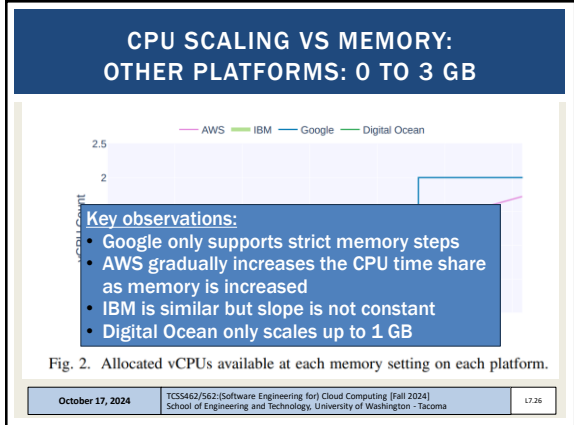 CPU SCALING VS MEMORY:
OTHER PLATFORMS: 0 TO 3 GB
AWS IBM Google Digital Ocean
2.5
2
Key observations:
• Google only supports strict memory steps
• AWS gradually increases the CPU time share
as memory is increased
• IBM is similar but slope is not constant
• Digital Ocean only scales up to 1 GB
Fig. 2. Allocated vCPUs available at each memory setting on each platform.
October 17, 2024
TCSS462/562:(Software Engineering for) Cloud Computing [Fall 2024]
School of Engineering and Technology, University of Washington - Tacoma
L7.26